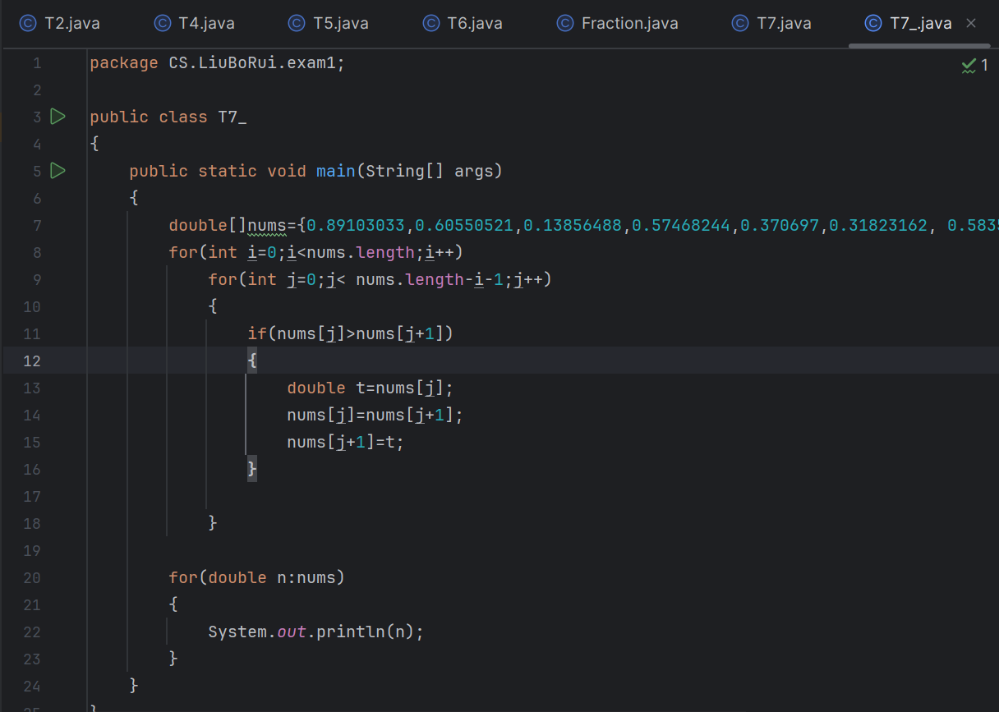 T2.java T4.java T5.java T6.java Fraction.java T7.java T7_.java
1 package CS.LiuBoRui.exam1; 1
2
3 public class T7_
4 {
5 public static void main(String[] args)
6 {
7 double[]nums={0.89103033,0.60550521,0.13856488,0.57468244,0.370697,0.31823162, 0.5835
8 for(int i=0;i<nums.length;i++)
9 for(int j=0;j< nums.length-i-1;j++)
10 {
11 if(nums[j]>nums[j+1])
12 {
13 double t=nums[j];
14 nums[j]=nums[j+1];
15 nums[j+1]=t;
16 }
17
18 }
19
20 for(double n:nums)
21 {
22 System.out.println(n);
23 }
24 }
25 }